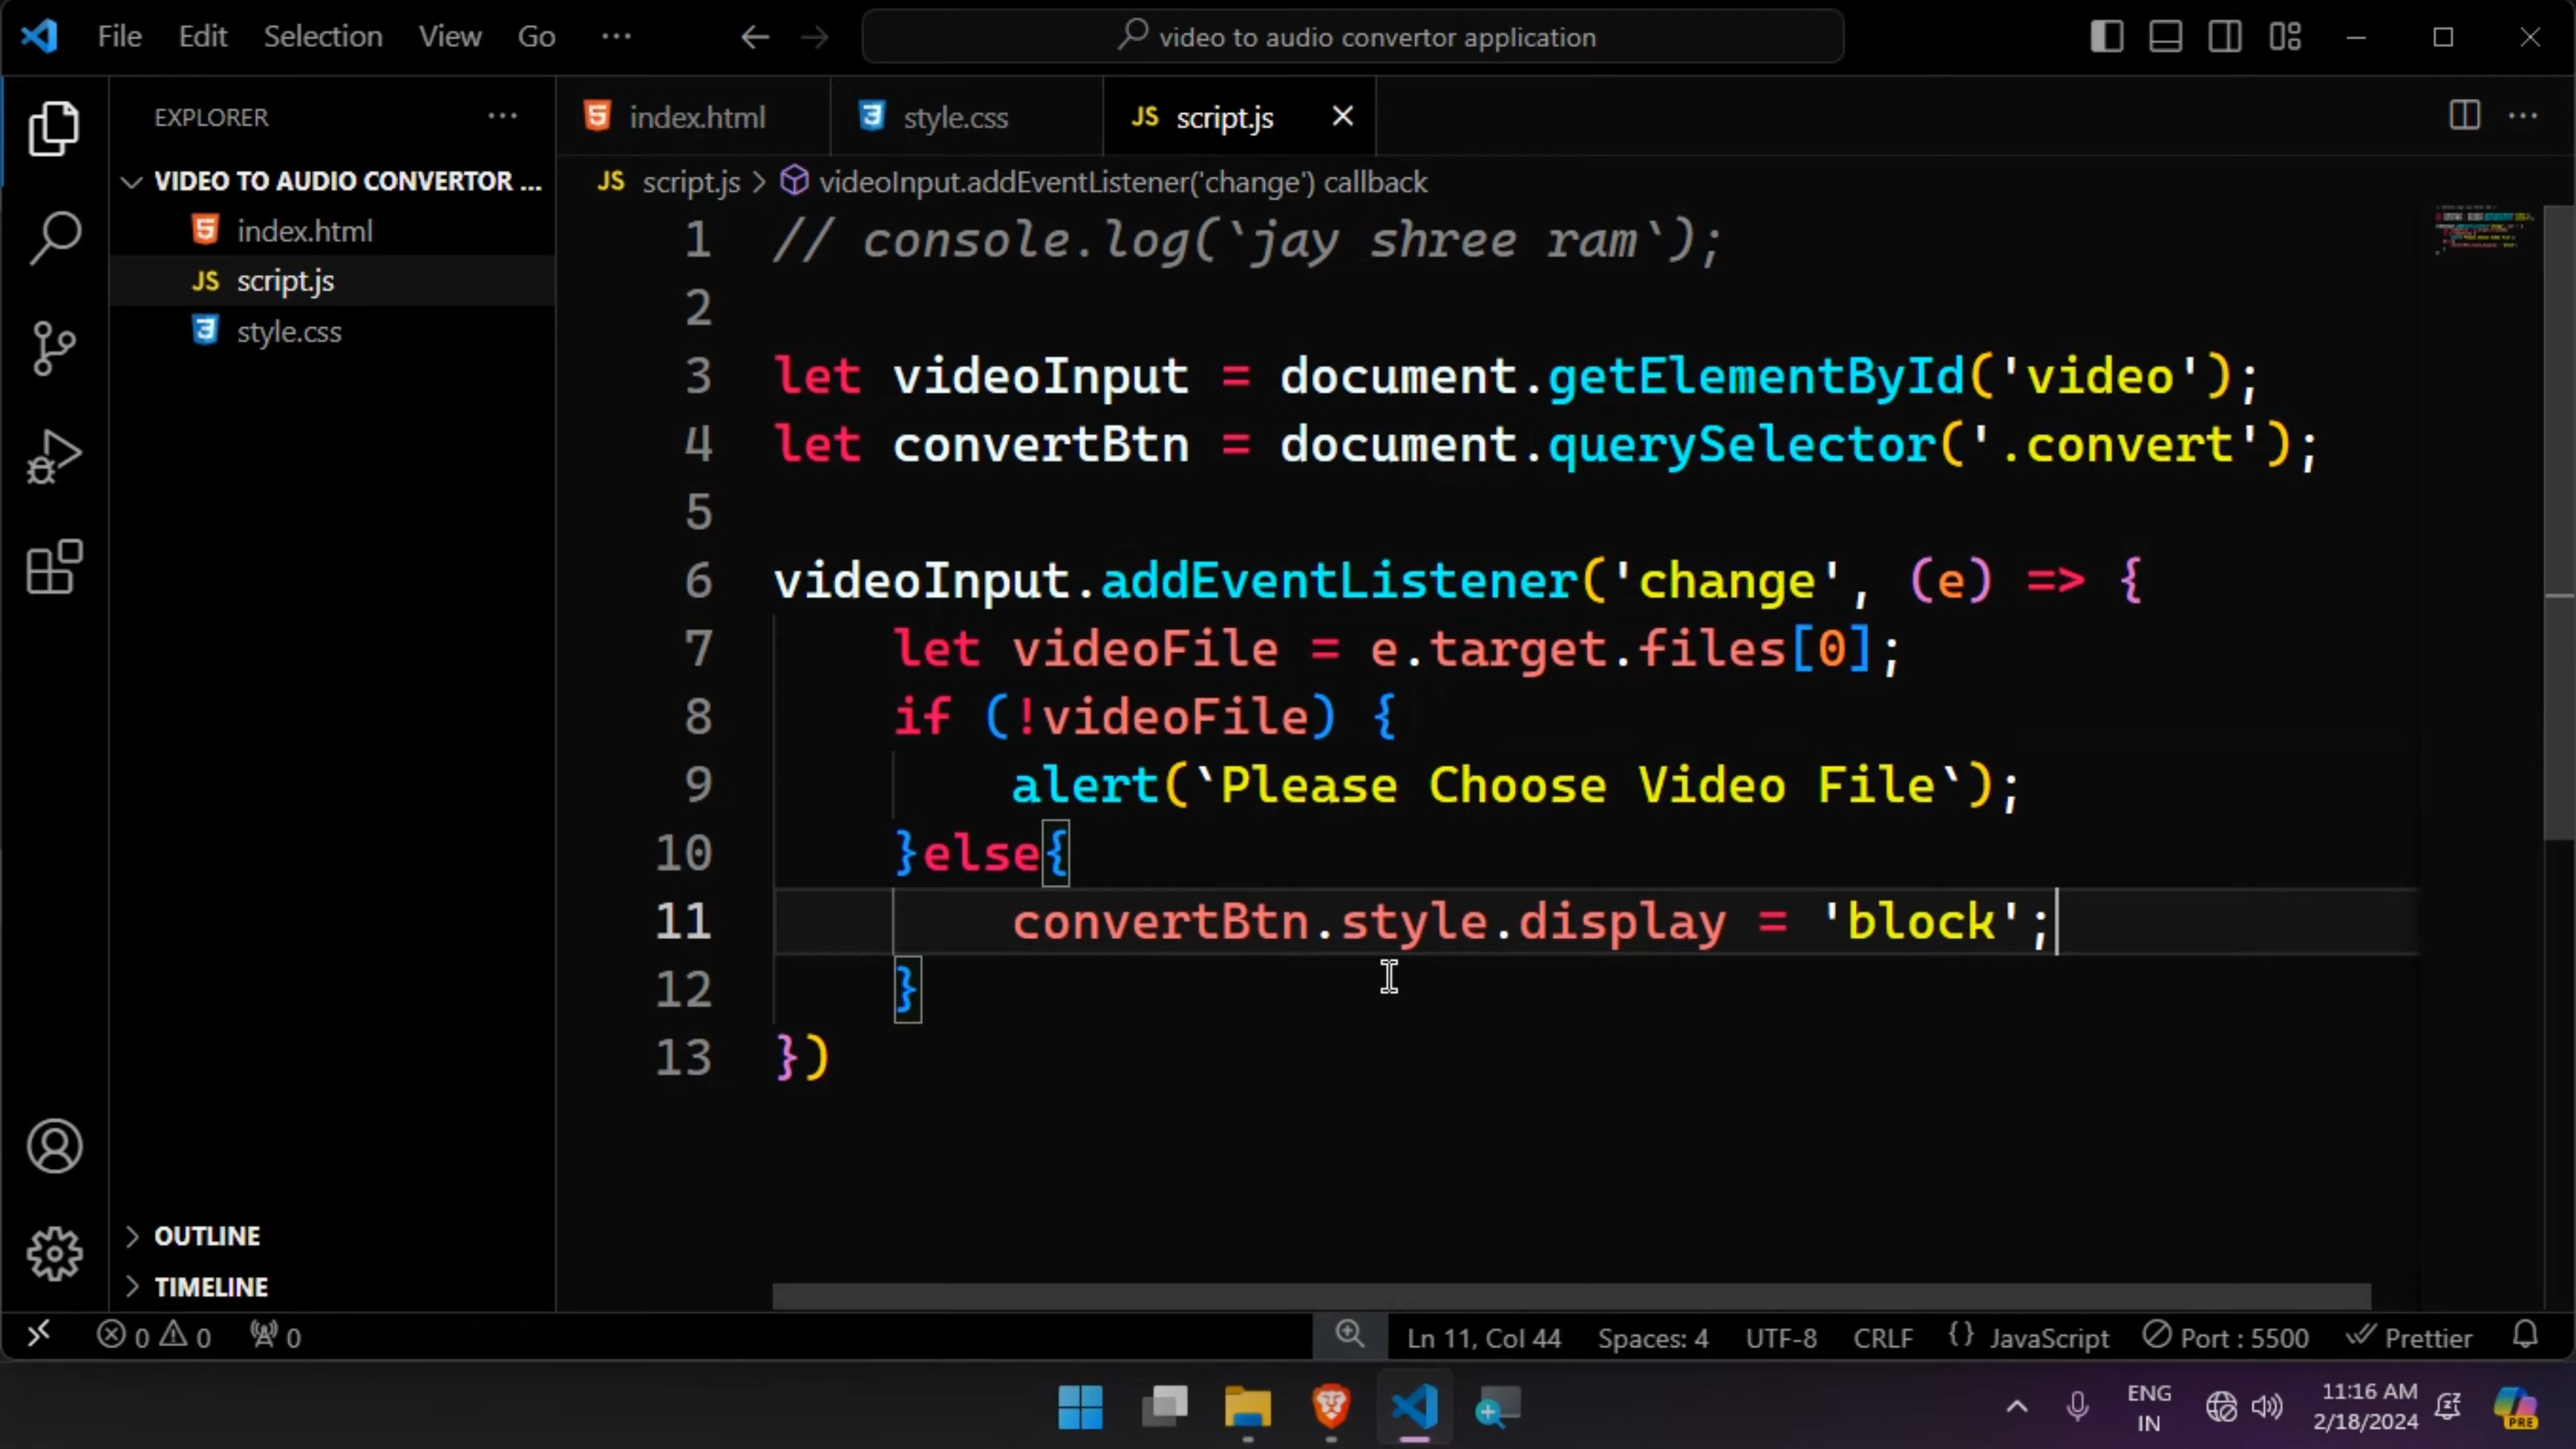 File Edit Selection View Go ··· video to audio convertor application
EXPLORER ···
index.html style.css JS script.js
VIDEO TO AUDIO CONVERTOR ...
index.html
JS script.js
style.css
JS script.js > videoInput.addEventListener('change') callback
1 // console.log(`jay shree ram`);
2
3 let videoInput = document.getElementById('video');
4 let convertBtn = document.querySelector('.convert');
5
6 videoInput.addEventListener('change', (e) => {
7 let videoFile = e.target.files[0];
8 if (!videoFile) {
9 alert(`Please Choose Video File`);
10 }else{
11 convertBtn.style.display = 'block';
12 }
13 })
OUTLINE
TIMELINE
0 0 0 Ln 11, Col 44 Spaces: 4 UTF-8 CRLF {} JavaScript Port : 5500 Prettier
ENG
IN
11:16 AM
2/18/2024
PRE